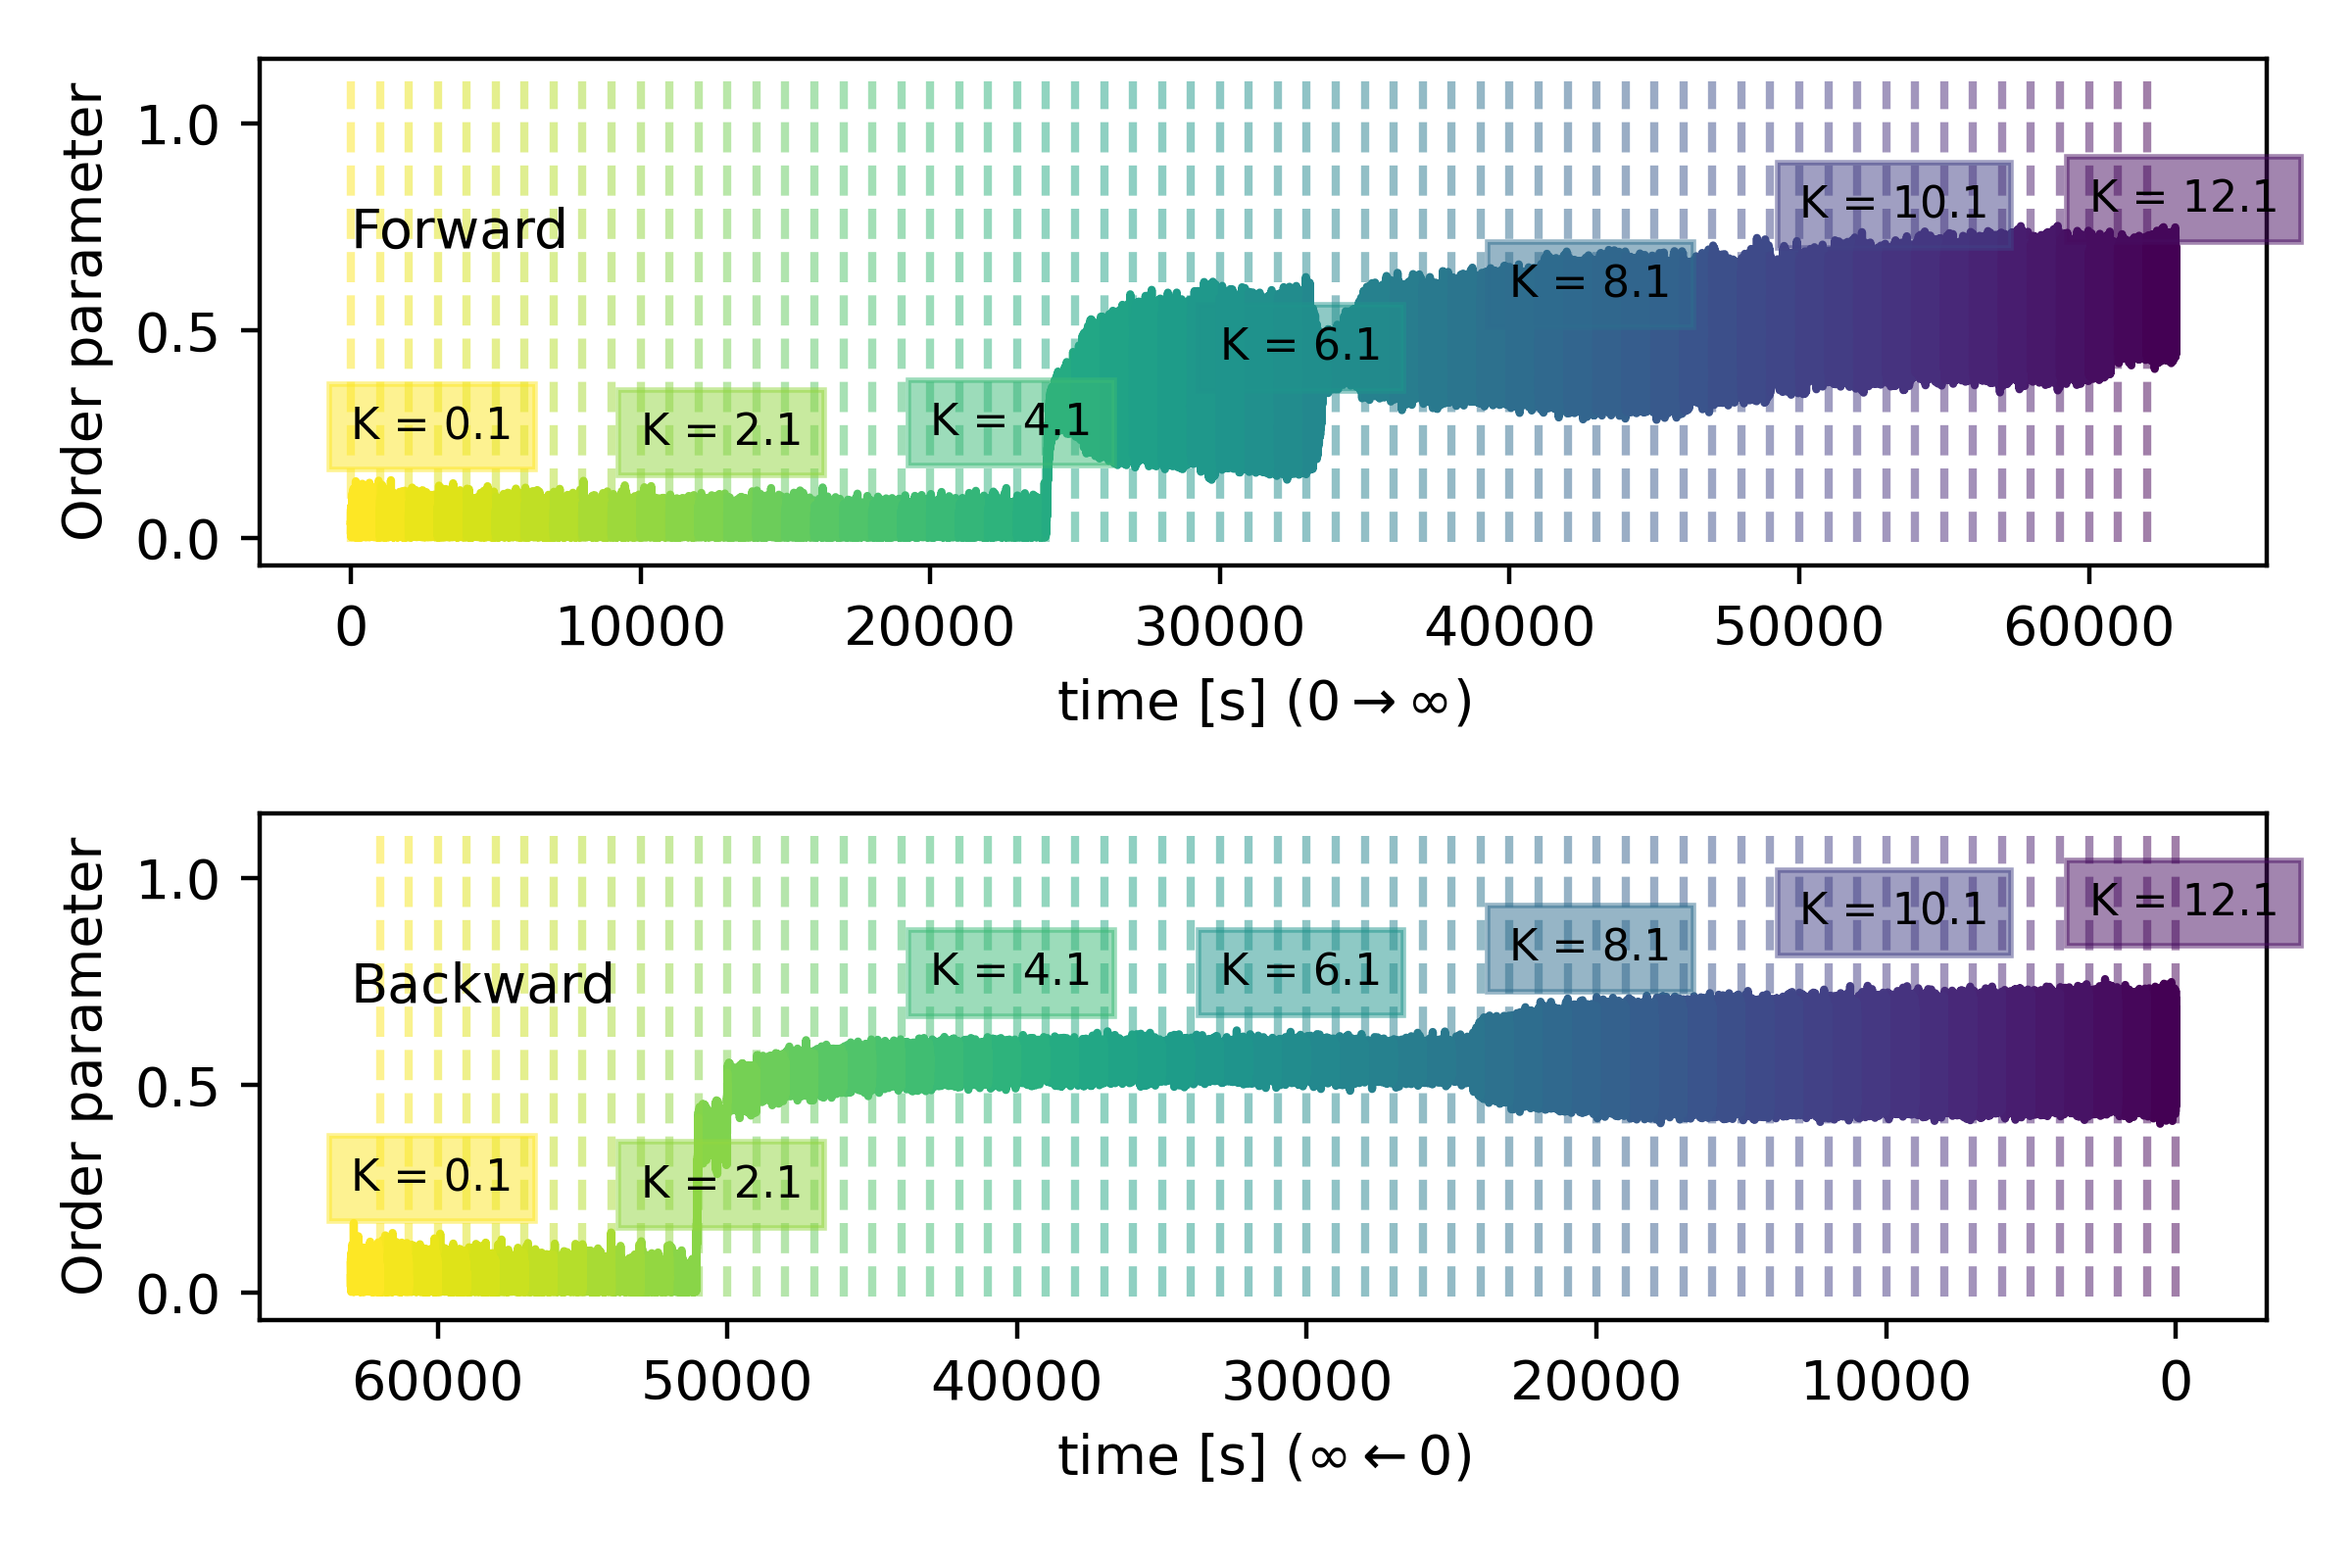 Order parameter
1.0
0.5
0.0
Forward
K = 0.1
K = 2.1
K = 4.1
K = 6.1
K = 8.1
K = 10.1
K = 12.1
0 10000 20000 30000 40000 50000 60000
time [s] (0 → ∞)
Order parameter
1.0
0.5
0.0
Backward
K = 0.1
K = 2.1
K = 4.1
K = 6.1
K = 8.1
K = 10.1
K = 12.1
60000 50000 40000 30000 20000 10000 0
time [s] (∞ ← 0)